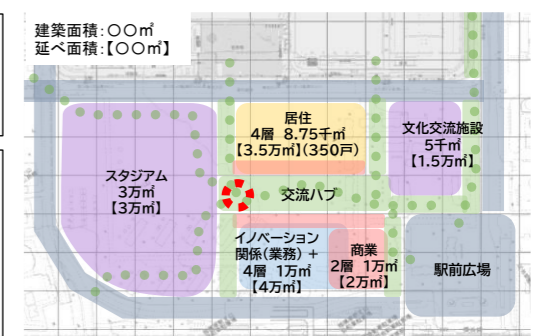 建築面積:〇〇㎡
延べ面積:【〇〇㎡】
居住
4層 8.75千㎡
【3.5万㎡】(350戸)
文化交流施設
5千㎡
【1.5万㎡】
スタジアム
3万㎡
【3万㎡】
交流ハブ
イノベーション
関係(業務) +
4層 1万㎡
【4万㎡】
商業
2層 1万㎡
【2万㎡】
駅前広場